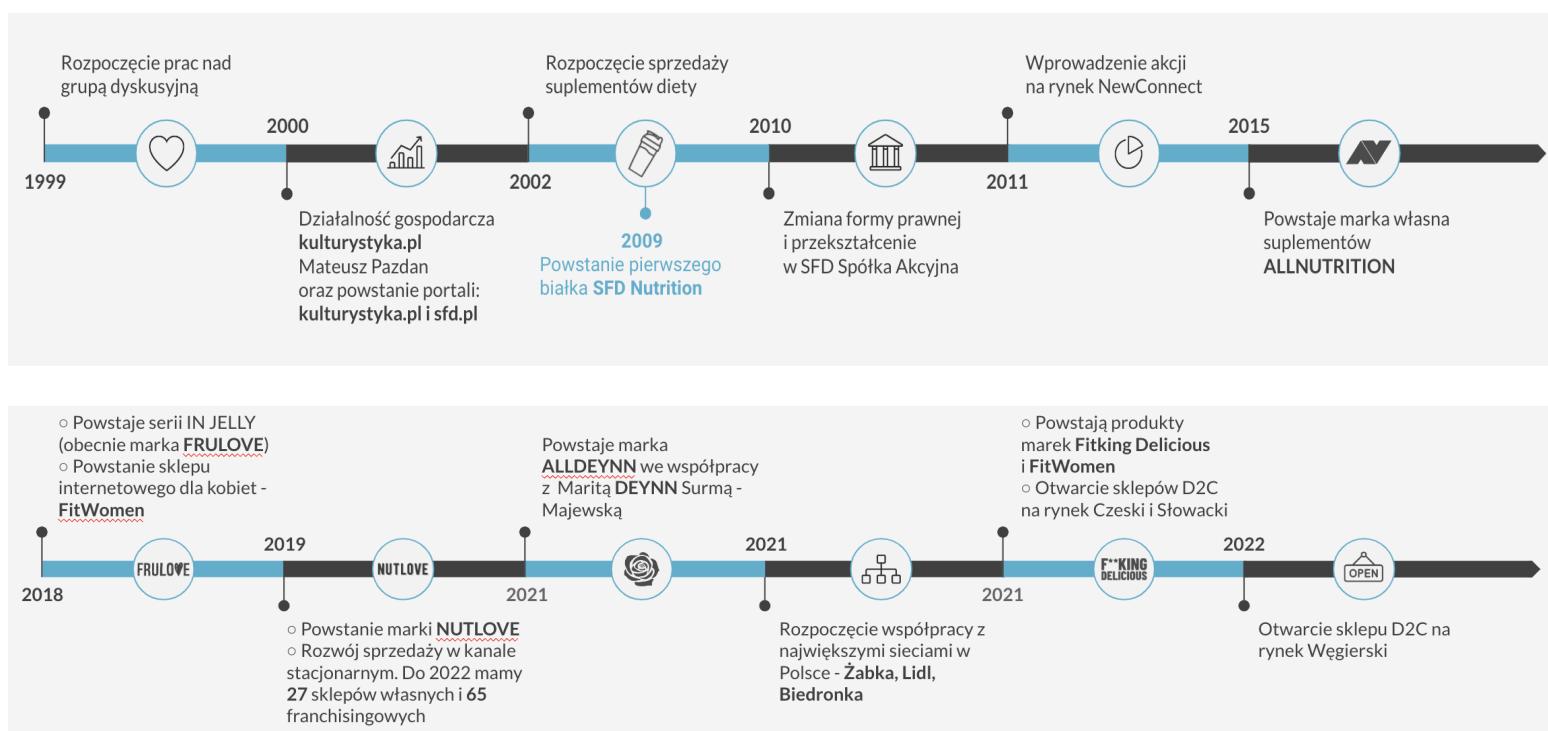 Rozpoczęcie prac nad
grupą dyskusyjną
1999
2000
Działalność gospodarcza
kulturystyka.pl
Mateusz Pazdan
oraz powstanie portali:
kulturystyka.pl i sfd.pl
Rozpoczęcie sprzedaży
suplementów diety
2002
2009
Powstanie pierwszego
białka SFD Nutrition
2010
Zmiana formy prawnej
i przekształcenie
w SFD Spółka Akcyjna
Wprowadzenie akcji
na rynek NewConnect
2011
2015
Powstaje marka własna
suplementów
ALLNUTRITION
○ Powstaje serii IN JELLY
(obecnie marka FRULOVE)
○ Powstanie sklepu
internetowego dla kobiet -
FitWomen
2018
FRULOVE
2019
NUTLOVE
○ Powstanie marki NUTLOVE
○ Rozwój sprzedaży w kanale
stacjonarnym. Do 2022 mamy
27 sklepów własnych i 65
franchisingowych
Powstaje marka
ALLDEYNN we współpracy
z  Maritą DEYNN Surmą -
Majewską
2021
2021
Rozpoczęcie współpracy z
największymi sieciami w
Polsce - Żabka, Lidl,
Biedronka
○ Powstają produkty
marek Fitking Delicious
i FitWomen
○ Otwarcie sklepów D2C
na rynek Czeski i Słowacki
2021
F**KING
DELICIOUS
2022
OPEN
Otwarcie sklepu D2C na
rynek Węgierski